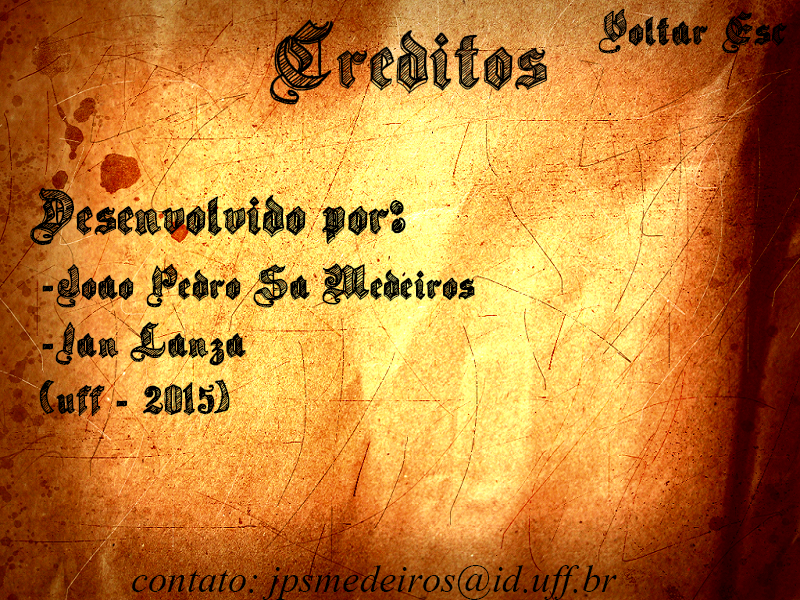 Creditos
Voltar Esc
Desenvolvido por:
-Joao Pedro Sa Medeiros
-Ian Lanza
(uff - 2015)
contato: jpsmedeiros@id.uff.br